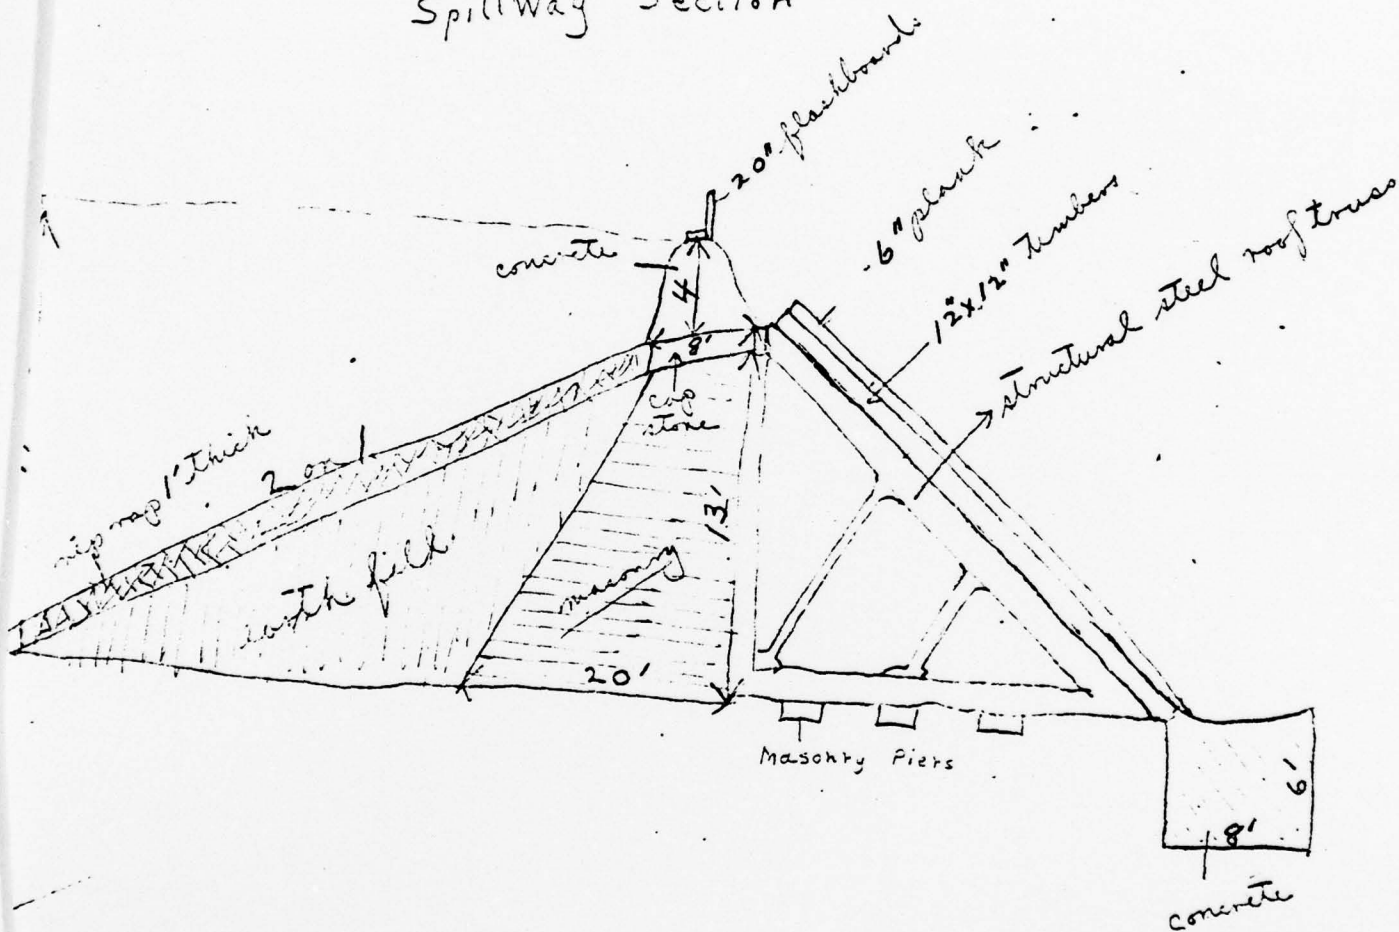 Spillway Section
20" flashboards
6" plank
12"x12" timbers
structural steel roof truss
concrete
4
8'
cap
stone
rip rap 1' thick
2 on 1
earth field
masonry
13'
20'
Masonry Piers
6'
8'
concrete